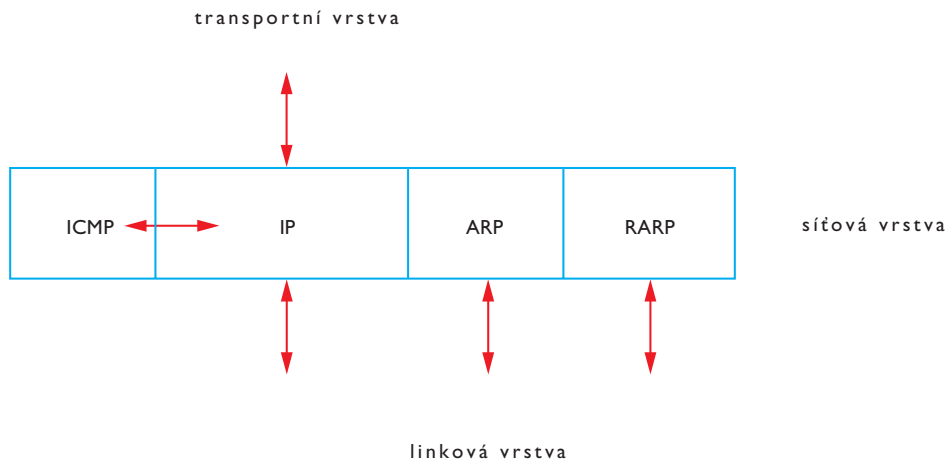 transportní vrstva
ICMP IP ARP RARP síťová vrstva
linková vrstva